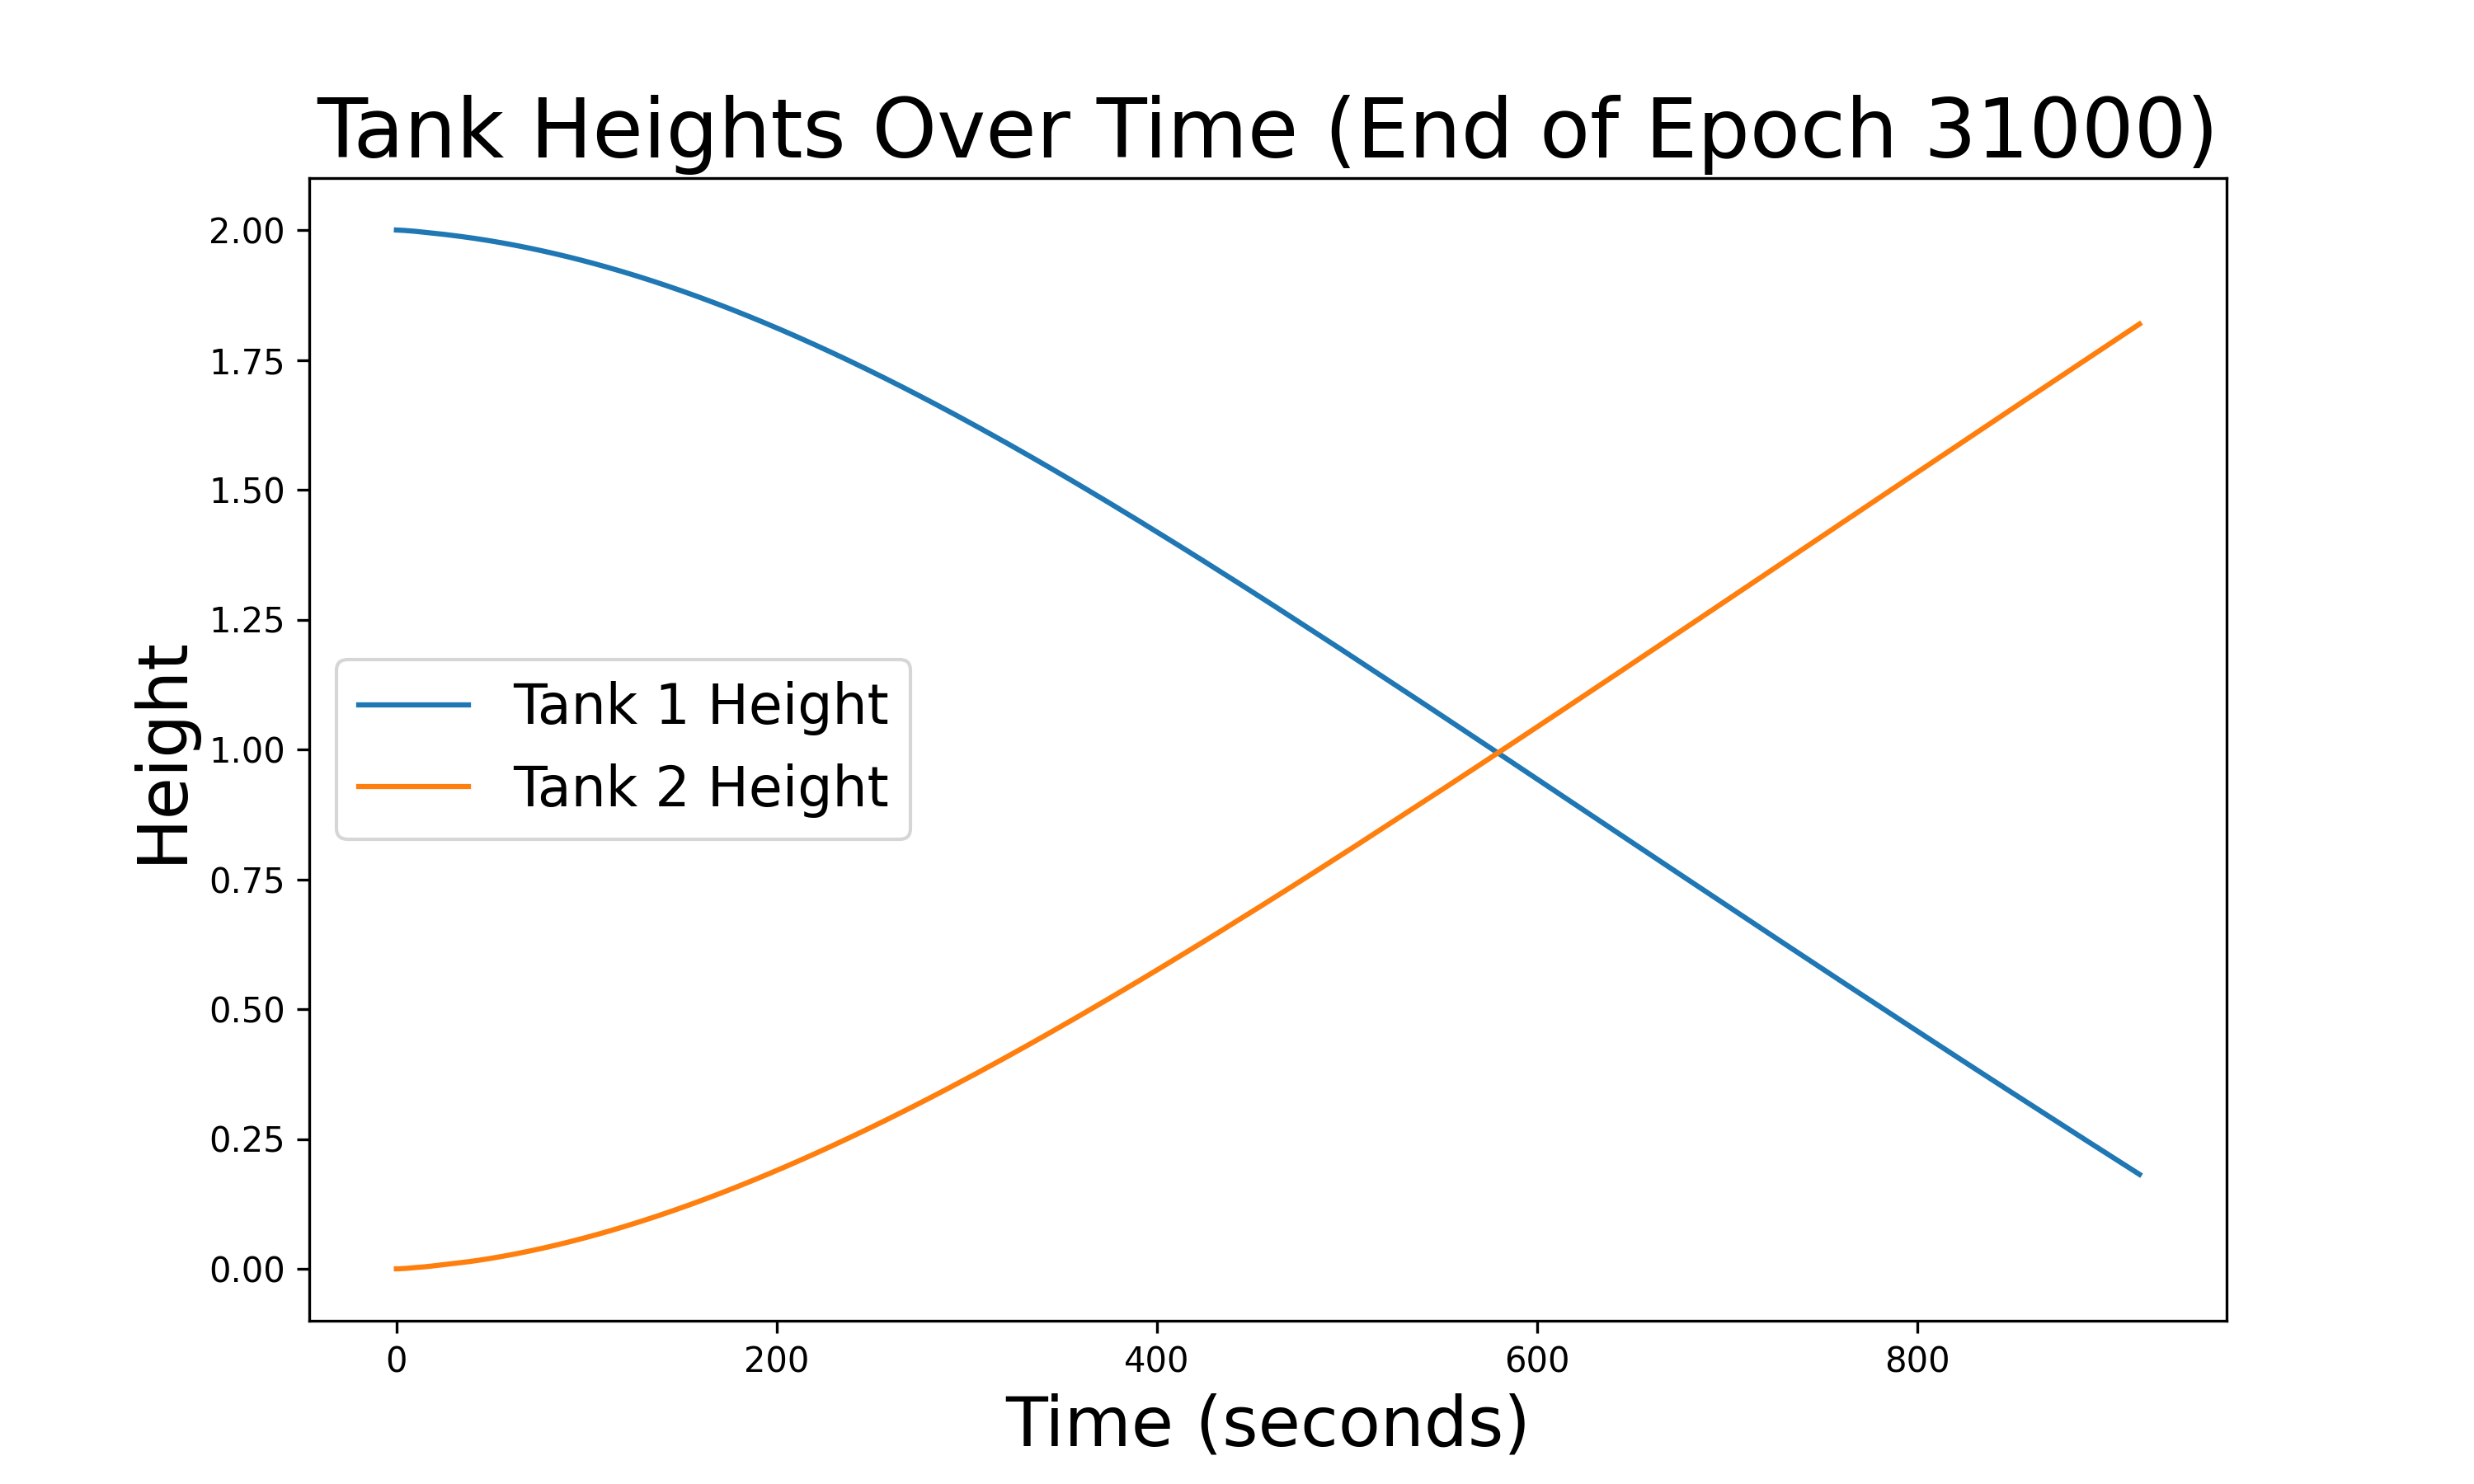 Tank Heights Over Time (End of Epoch 31000)
2.00
1.75
1.50
1.25
1.00
0.75
0.50
0.25
0.00
Height
Tank 1 Height
Tank 2 Height
0 200 400 600 800
Time (seconds)